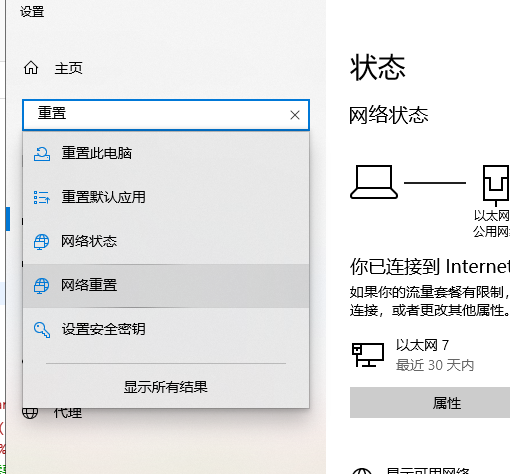 设置
主页
重置
重置此电脑
重置默认应用
网络状态
网络重置
设置安全密钥
显示所有结果
代理
状态
网络状态
以太网
公用网
你已连接到 Internet
如果你的流量套餐有限制，
连接，或者更改其他属性。
以太网 7
最近 30 天内
属性
显示可用网络